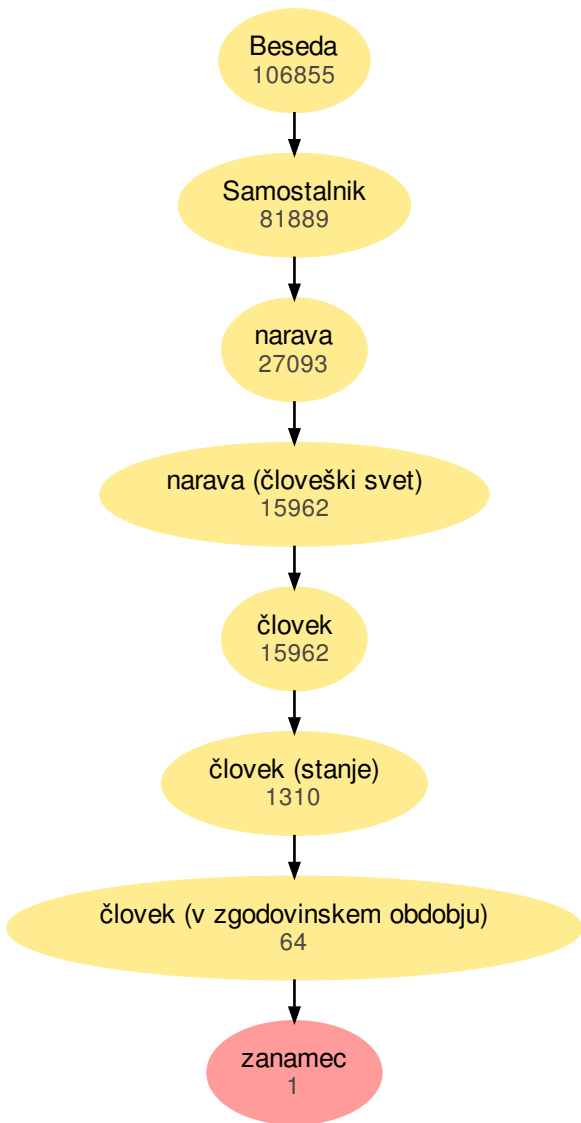 Beseda
106855
Samostalnik
81889
narava
27093
narava (človeški svet)
15962
človek
15962
človek (stanje)
1310
človek (v zgodovinskem obdobju)
64
zanamec
1